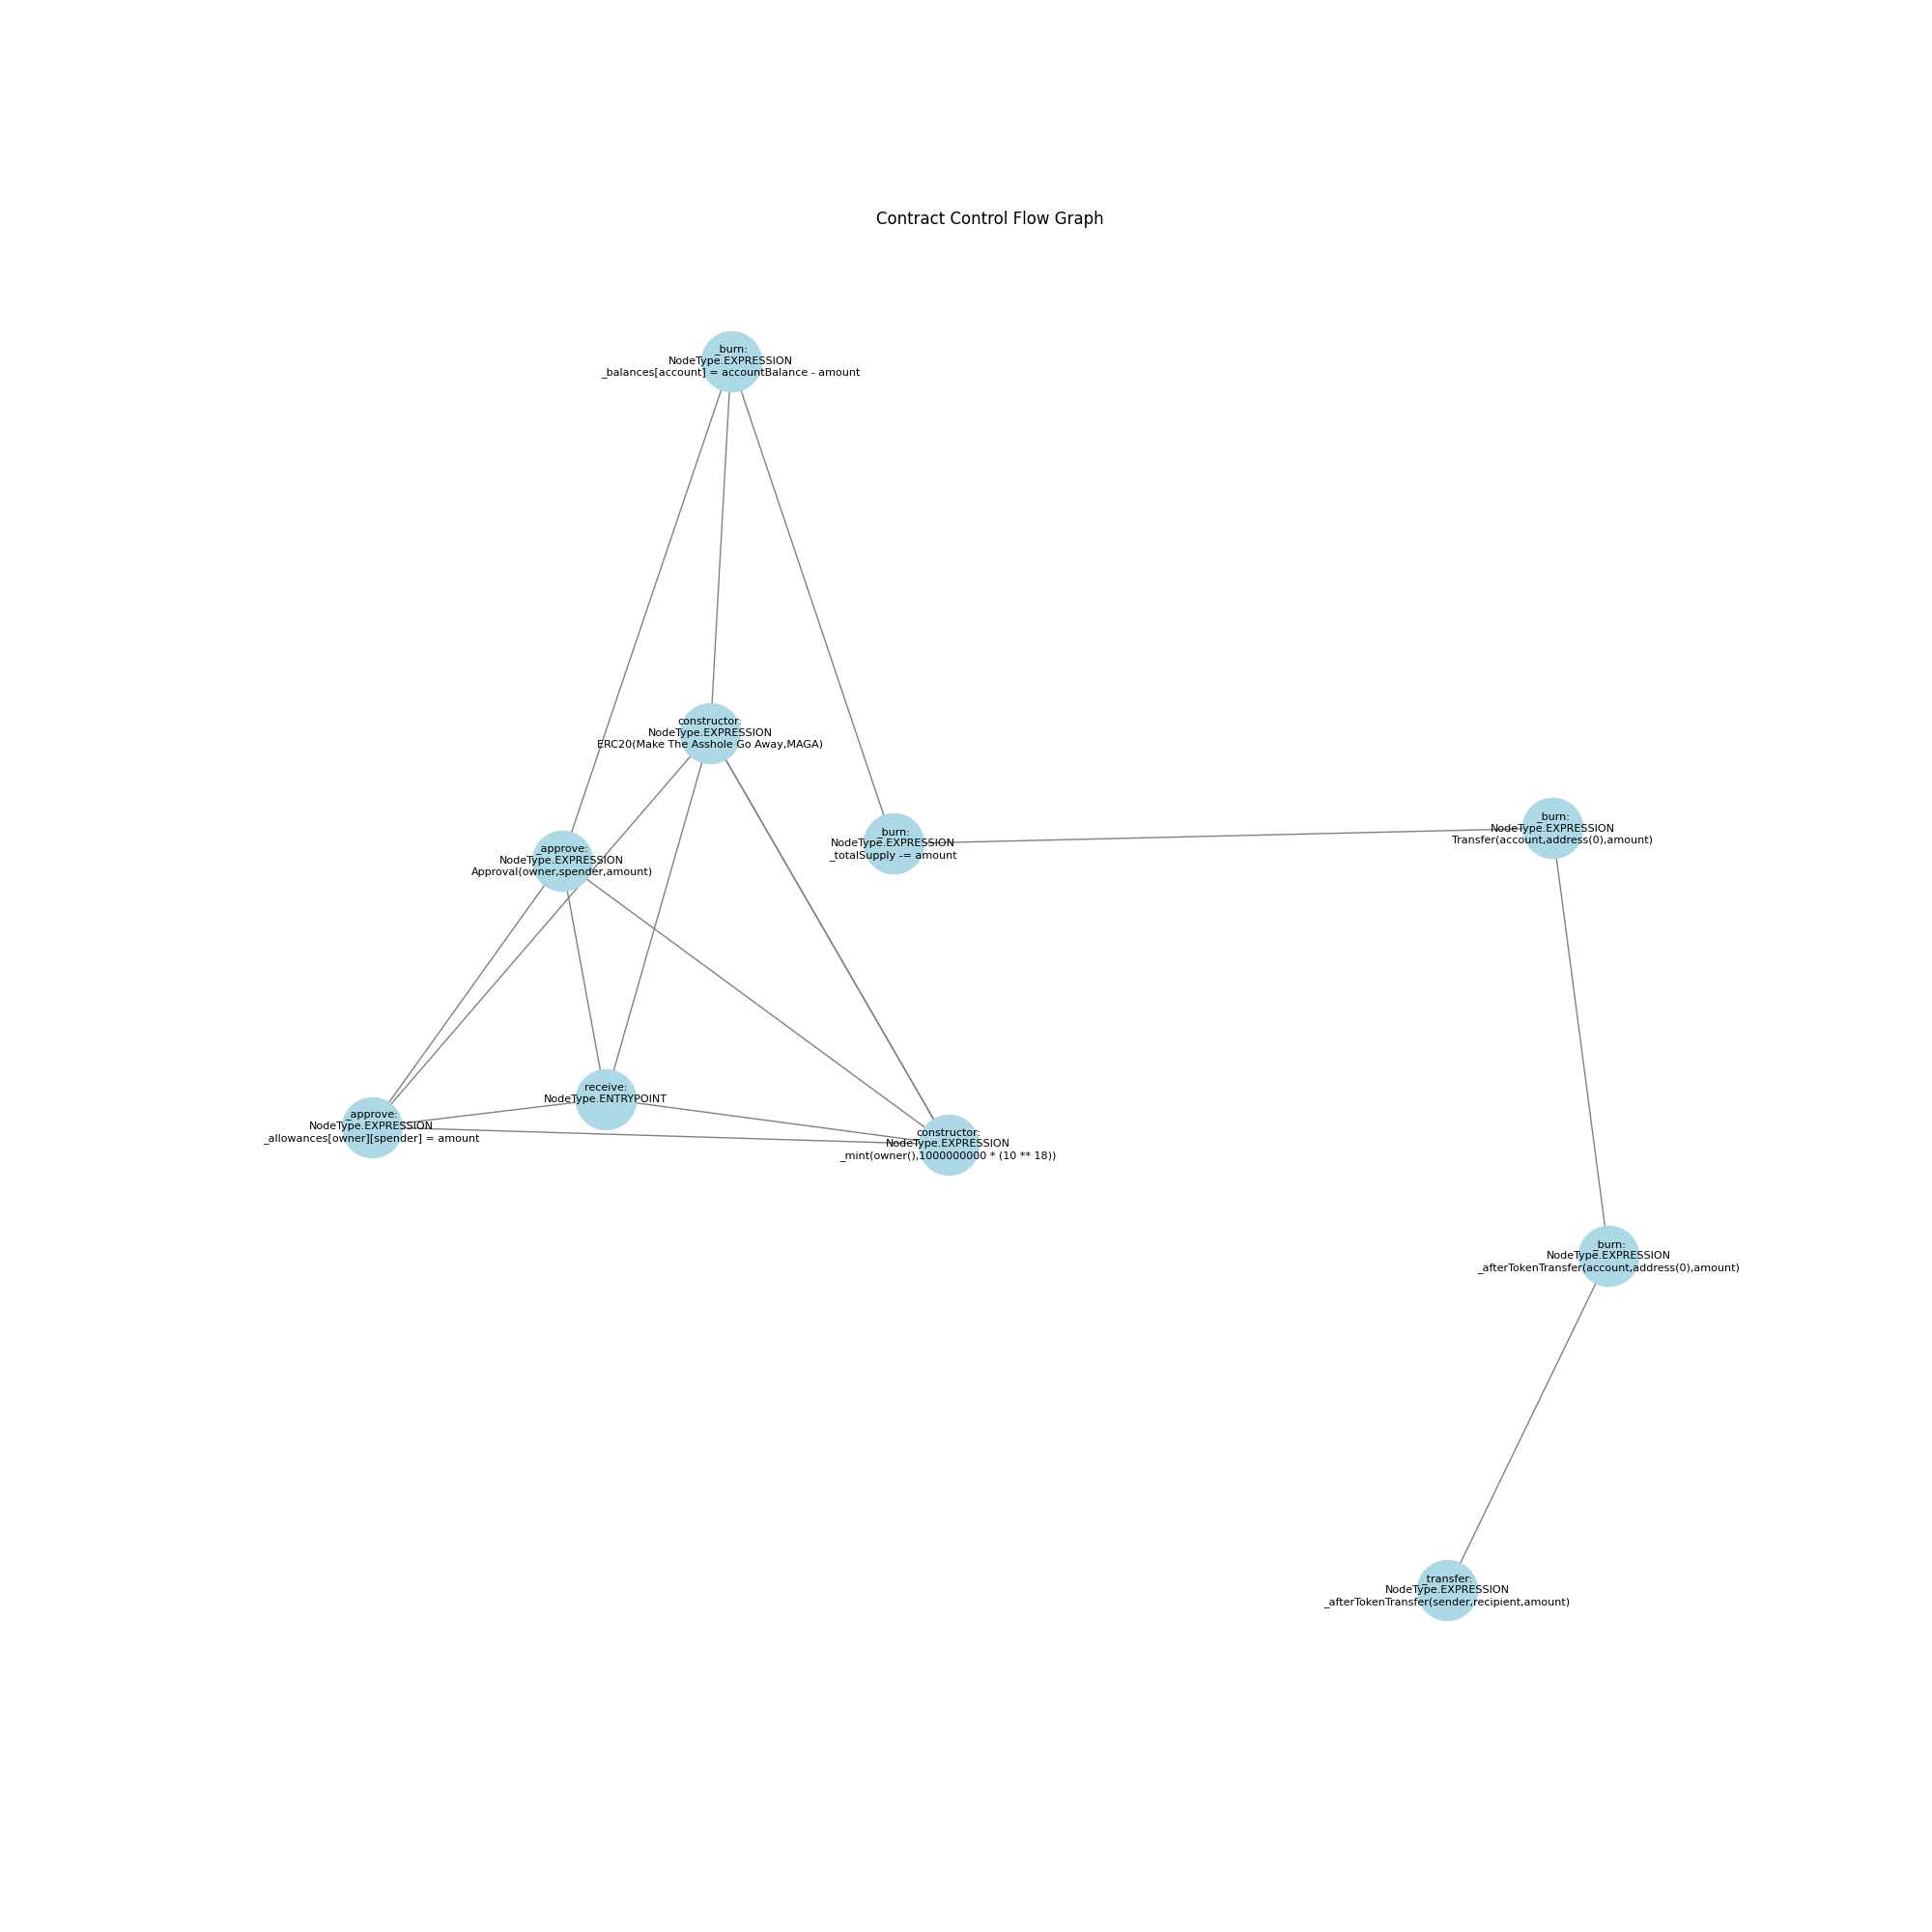 Contract Control Flow Graph
_burn:
NodeType.EXPRESSION
_balances[account] = accountBalance - amount
constructor:
NodeType.EXPRESSION
ERC20(Make The Asshole Go Away,MAGA)
_burn:
NodeType.EXPRESSION
Transfer(account,address(0),amount)
_burn:
NodeType.EXPRESSION
_totalSupply -= amount
_approve:
NodeType.EXPRESSION
Approval(owner,spender,amount)
receive:
NodeType.ENTRYPOINT
_approve:
NodeType.EXPRESSION
_allowances[owner][spender] = amount
constructor:
NodeType.EXPRESSION
_mint(owner(),1000000000 * (10 ** 18))
_burn:
NodeType.EXPRESSION
_afterTokenTransfer(account,address(0),amount)
_transfer:
NodeType.EXPRESSION
_afterTokenTransfer(sender,recipient,amount)